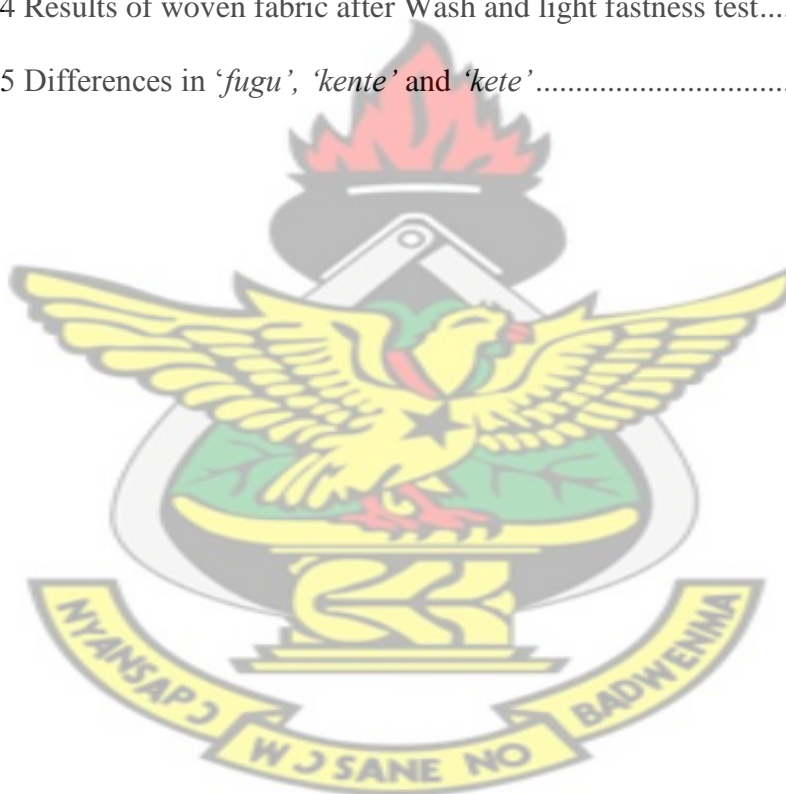 4 Results of woven fabric after Wash and light fastness test....
5 Differences in ‘fugu’, ‘kente’ and ‘kete’................................
NYANSAPƆ
WƆSANE NO
BADWENMA